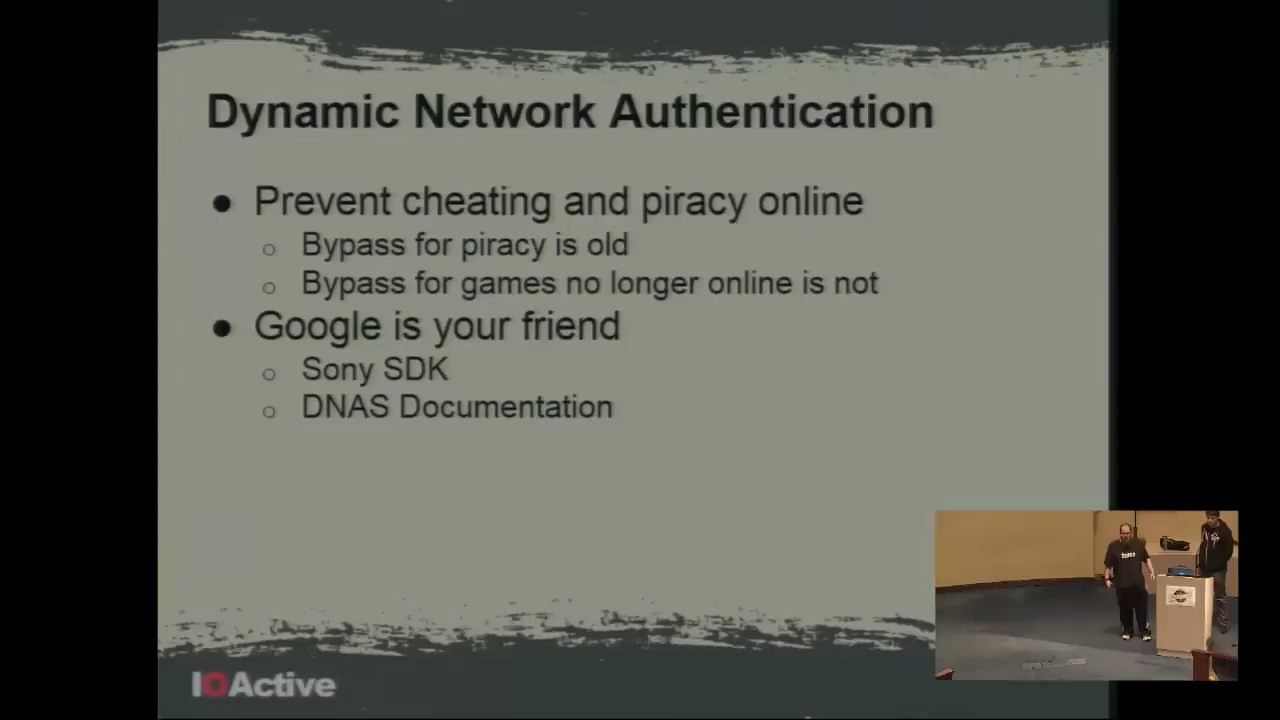 Dynamic Network Authentication
● Prevent cheating and piracy online
○ Bypass for piracy is old
○ Bypass for games no longer online is not
● Google is your friend
○ Sony SDK
○ DNAS Documentation
IOActive